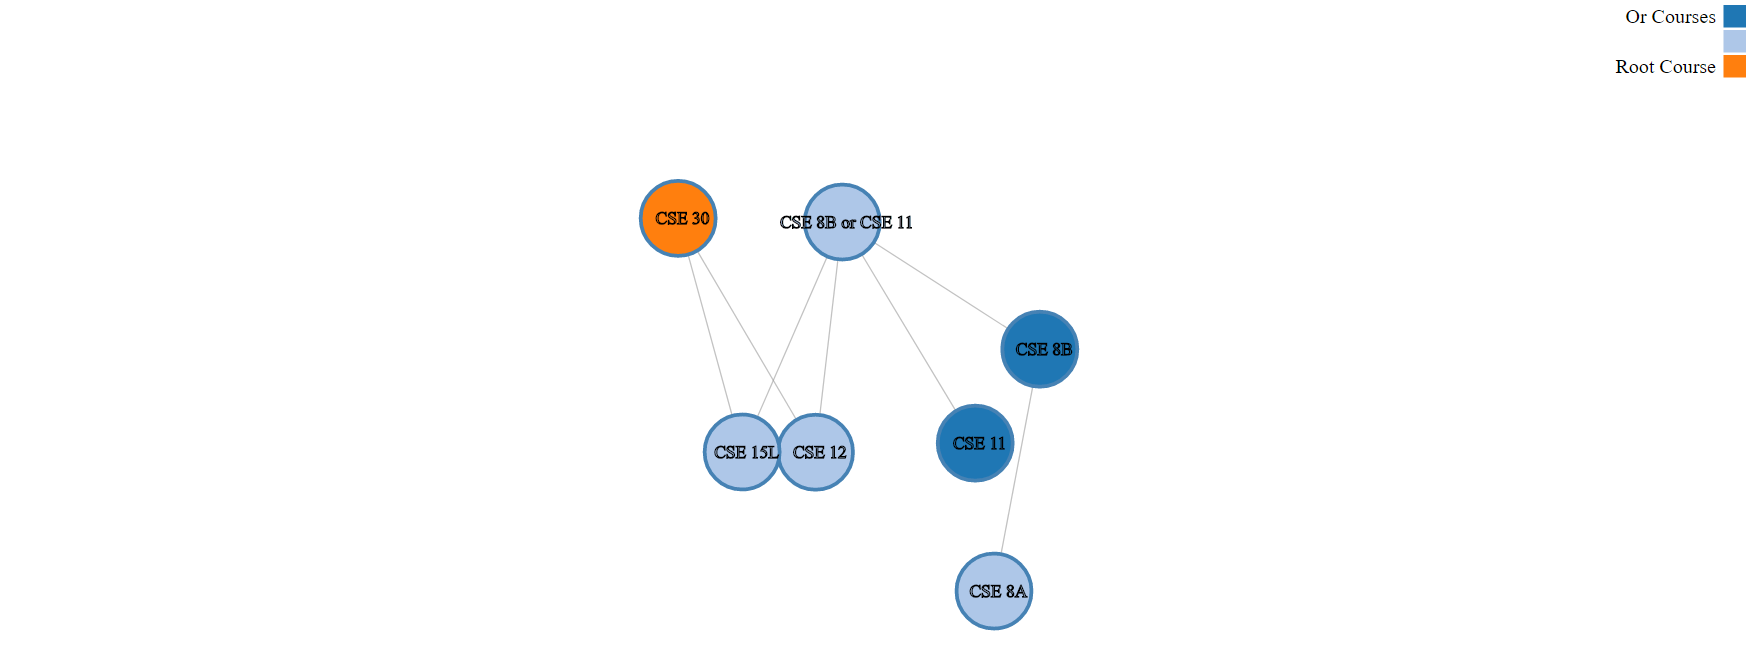 Or Courses
Root Course
CSE 30
CSE 8B or CSE 11
CSE 8B
CSE 11
CSE 15L
CSE 12
CSE 8A